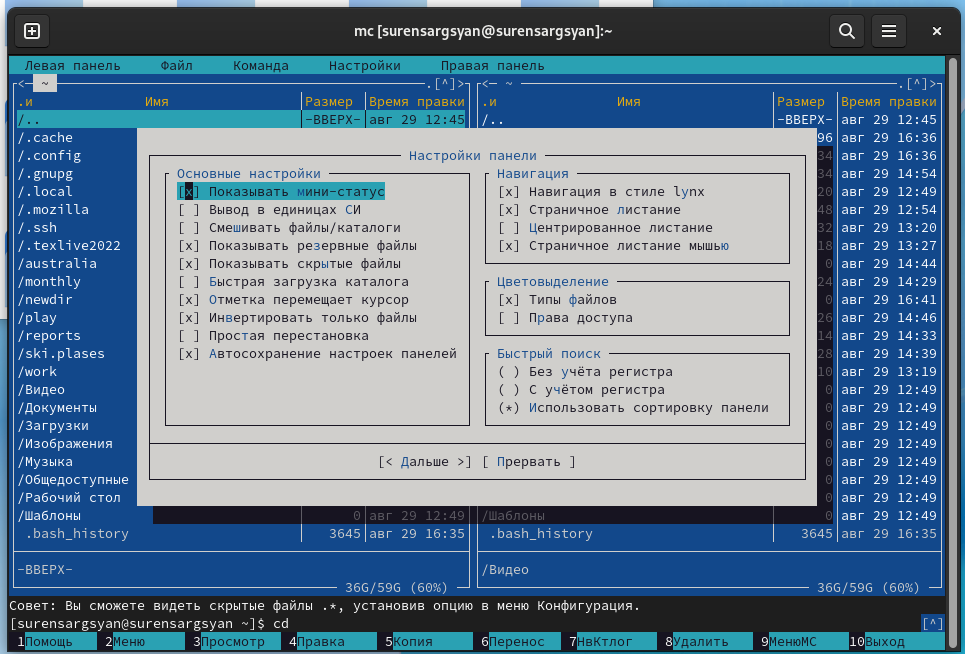 mc [surensargsyan@surensargsyan]:~
Левая панель Файл Команда Настройки Правая панель
<─ ~ .[^]> <─ ~ .[^]>
.и Имя Размер Время правки .и Имя Размер Время правки
/.. -ВВЕРХ- авг 29 12:45 /.. -ВВЕРХ- авг 29 12:45
/.cache 96 авг 29 16:36
Настройки панели
/.config 34 авг 29 16:36
/.gnupg Основные настройки Навигация 34 авг 29 14:54
/.local [x] Показывать мини-статус [x] Навигация в стиле lynx 20 авг 29 12:49
/.mozilla [ ] Вывод в единицах СИ [x] Страничное листание 48 авг 29 12:54
/.ssh [ ] Смешивать файлы/каталоги [ ] Центрированное листание 32 авг 29 13:20
/.texlive2022 [x] Показывать резервные файлы [x] Страничное листание мышью 18 авг 29 13:27
/australia [x] Показывать скрытые файлы 0 авг 29 14:44
/monthly [ ] Быстрая загрузка каталога Цветовыделение 24 авг 29 14:29
/newdir [x] Отметка перемещает курсор [x] Типы файлов 0 авг 29 16:41
/play [x] Инвертировать только файлы [ ] Права доступа 26 авг 29 14:46
/reports [ ] Простая перестановка 14 авг 29 14:33
/ski.plases [x] Автосохранение настроек панелей Быстрый поиск 28 авг 29 14:39
/work ( ) Без учёта регистра 10 авг 29 13:19
/Видео ( ) С учётом регистра 0 авг 29 12:49
/Документы (*) Использовать сортировку панели 0 авг 29 12:49
/Загрузки 0 авг 29 12:49
/Изображения 0 авг 29 12:49
/Музыка [< Дальше >] [ Прервать ] 0 авг 29 12:49
/Общедоступные 0 авг 29 12:49
/Рабочий стол 0 авг 29 12:49
/Шаблоны 0 авг 29 12:49 /Шаблоны 0 авг 29 12:49
.bash_history 3645 авг 29 16:35 .bash_history 3645 авг 29 16:35
-ВВЕРХ- /Видео
36G/59G (60%) 36G/59G (60%)
Совет: Вы сможете видеть скрытые файлы .*, установив опцию в меню Конфигурация.
[surensargsyan@surensargsyan ~]$ cd [^]
1Помощь 2Меню 3Просмотр 4Правка 5Копия 6Перенос 7НвКтлог 8Удалить 9МенюМС 10Выход